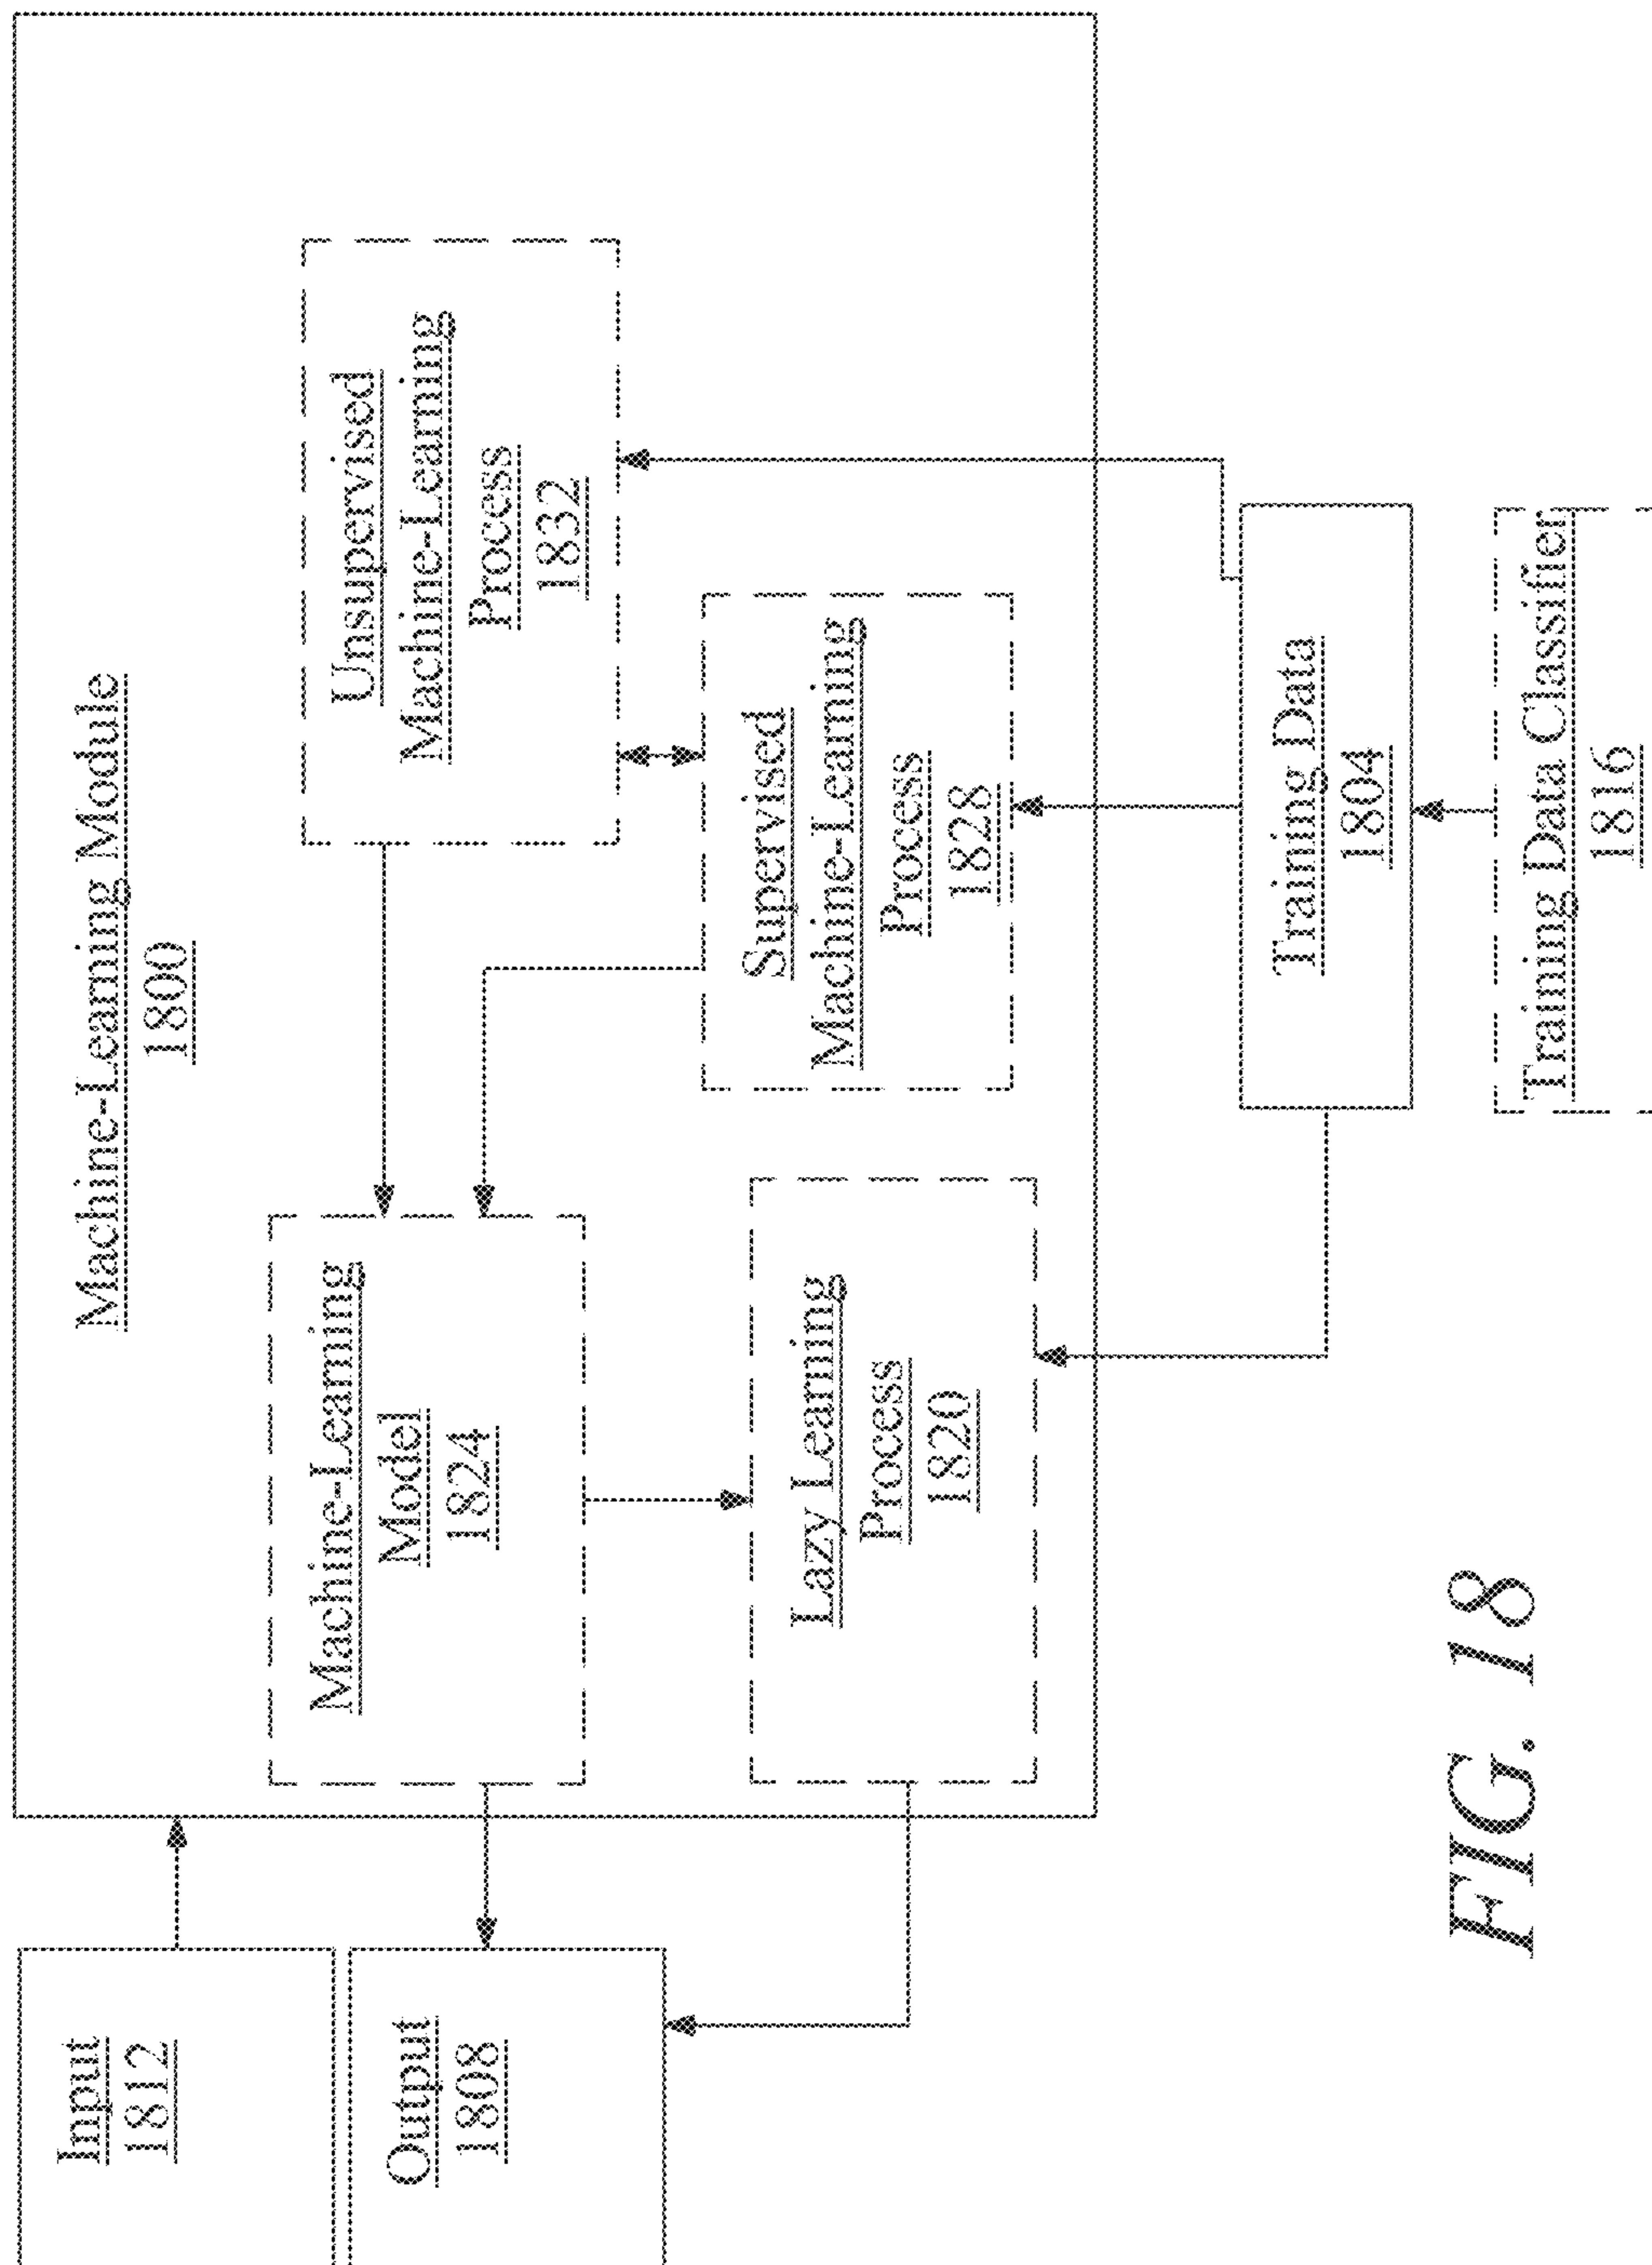 Machine-Learning Module
1800
Input
1812
Output
1808
Machine-Learning
Model
1824
Unsupervised
Machine-Learning
Process
1832
Lazy Learning
Process
1820
Supervised
Machine-Learning
Process
1828
Training Data
1804
Training Data Classifier
1816
FIG. 18